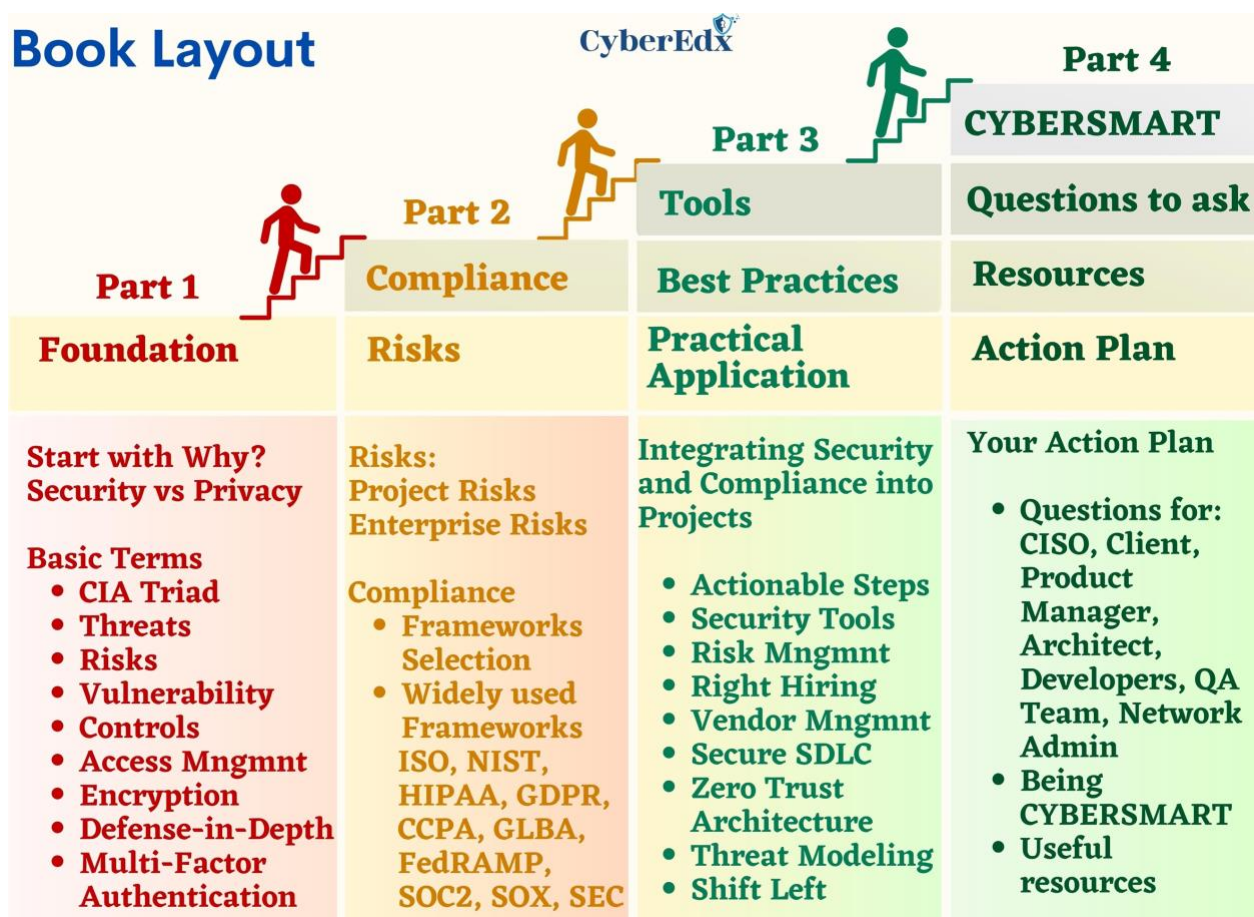 Book Layout
CyberEdx
Part 1
Foundation
Start with Why?
Security vs Privacy
Basic Terms
• CIA Triad
• Threats
• Risks
• Vulnerability
• Controls
• Access Mngmnt
• Encryption
• Defense-in-Depth
• Multi-Factor
Authentication
Part 2
Compliance
Risks
Risks:
Project Risks
Enterprise Risks
Compliance
• Frameworks
Selection
• Widely used
Frameworks
ISO, NIST,
HIPAA, GDPR,
CCPA, GLBA,
FedRAMP,
SOC2, SOX, SEC
Part 3
Tools
Best Practices
Practical
Application
Integrating Security
and Compliance into
Projects
• Actionable Steps
• Security Tools
• Risk Mngmnt
• Right Hiring
• Vendor Mngmnt
• Secure SDLC
• Zero Trust
Architecture
• Threat Modeling
• Shift Left
Part 4
CYBERSMART
Questions to ask
Resources
Action Plan
Your Action Plan
• Questions for:
CISO, Client,
Product
Manager,
Architect,
Developers, QA
Team, Network
Admin
• Being
CYBERSMART
• Useful
resources